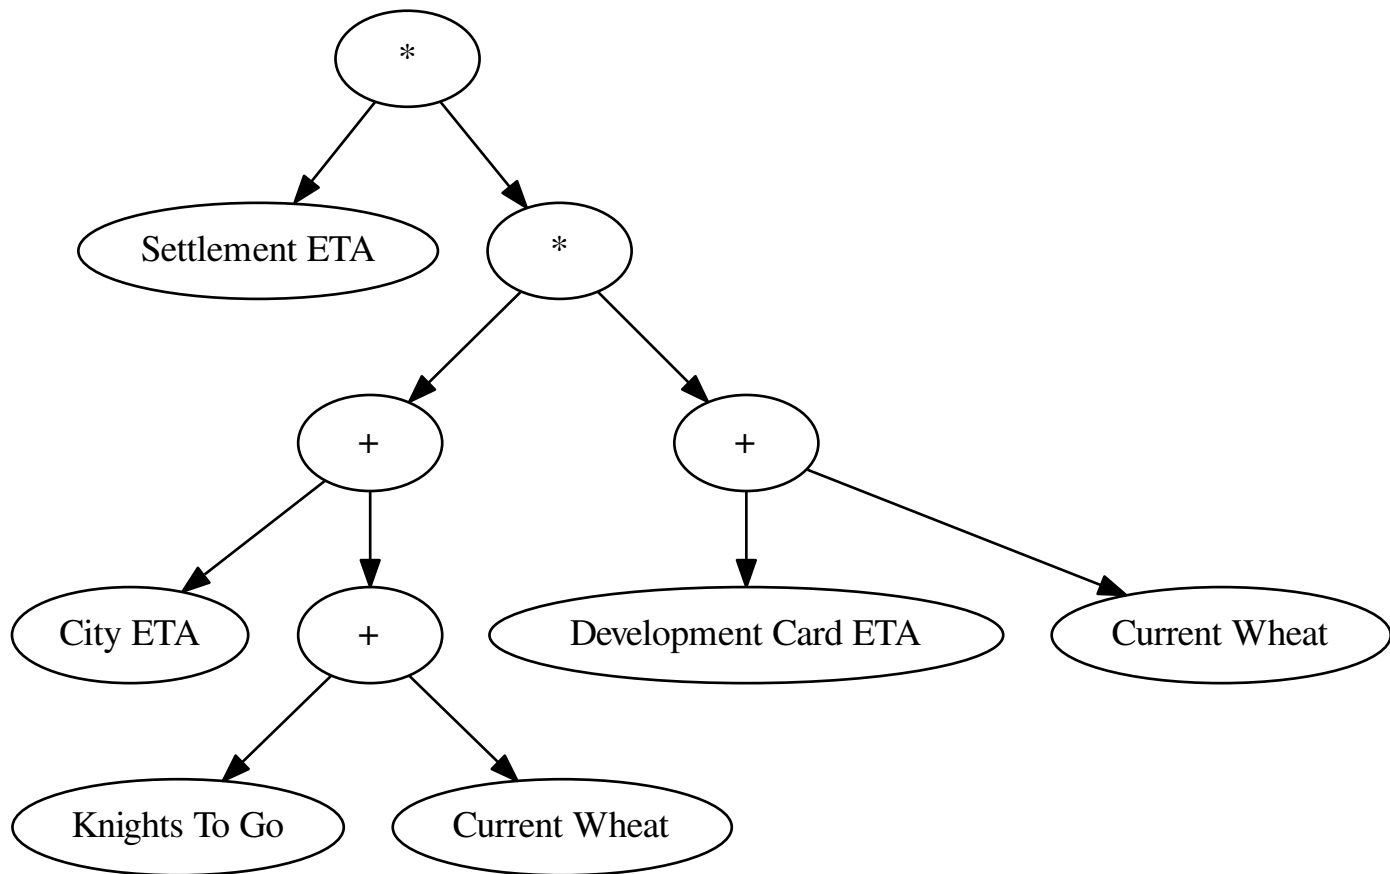 *
Settlement ETA
*
+
+
City ETA
+
Development Card ETA
Current Wheat
Knights To Go
Current Wheat